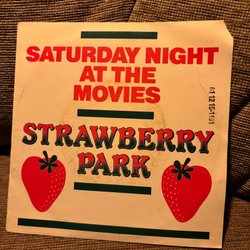 SATURDAY NIGHT
AT THE
MOVIES
STRAWBERRY
PARK